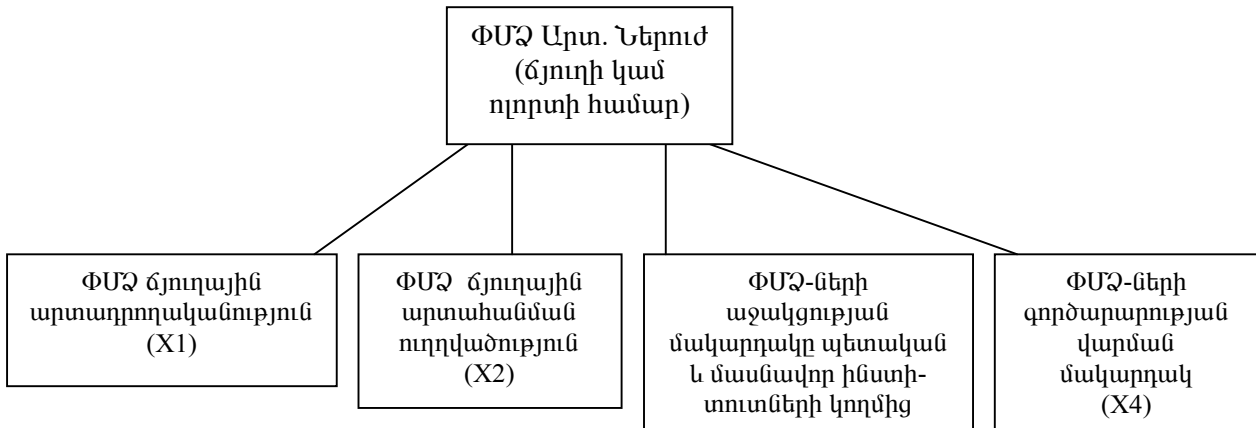 ՓՄՁ Արտ. Ներուժ
(ճյուղի կամ
ոլորտի համար)
ՓՄՁ ճյուղային
արտադրողականություն
(X1)
ՓՄՁ ճյուղային
արտահանման
ուղղվածություն
(X2)
ՓՄՁ-ների
աջակցության
մակարդակը պետական
և մասնավոր ինստի-
տուտների կողմից
ՓՄՁ-ների
գործարարության
վարման
մակարդակ
(X4)